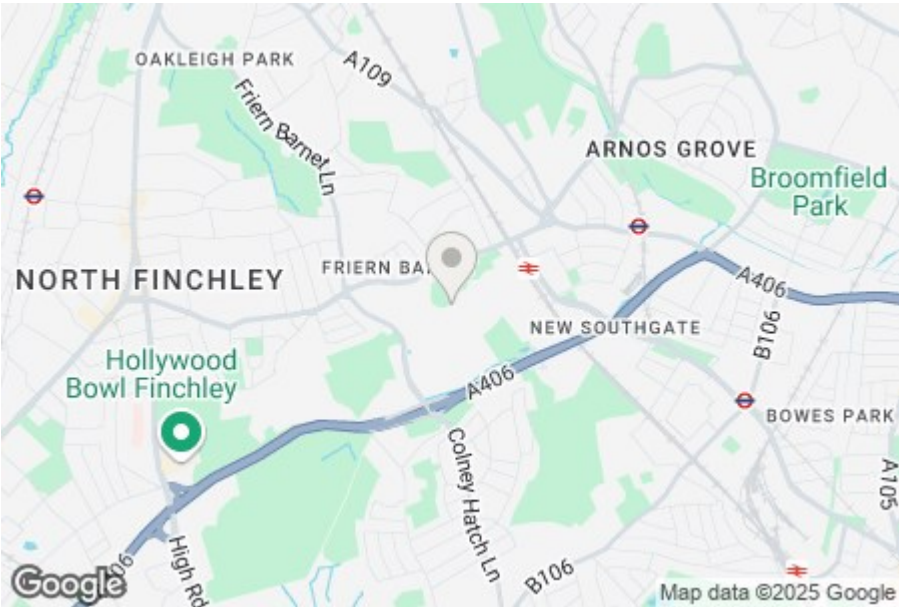 OAKLEIGH PARK
A109
Friern Barnet Ln
ARNOS GROVE
Broomfield
Park
NORTH FINCHLEY
FRIERN BA
A406
NEW SOUTHGATE
B106
Hollywood
Bowl Finchley
A406
BOWES PARK
Colney Hatch Ln
A105
High Rd
B106
Google
Map data ©2025 Google